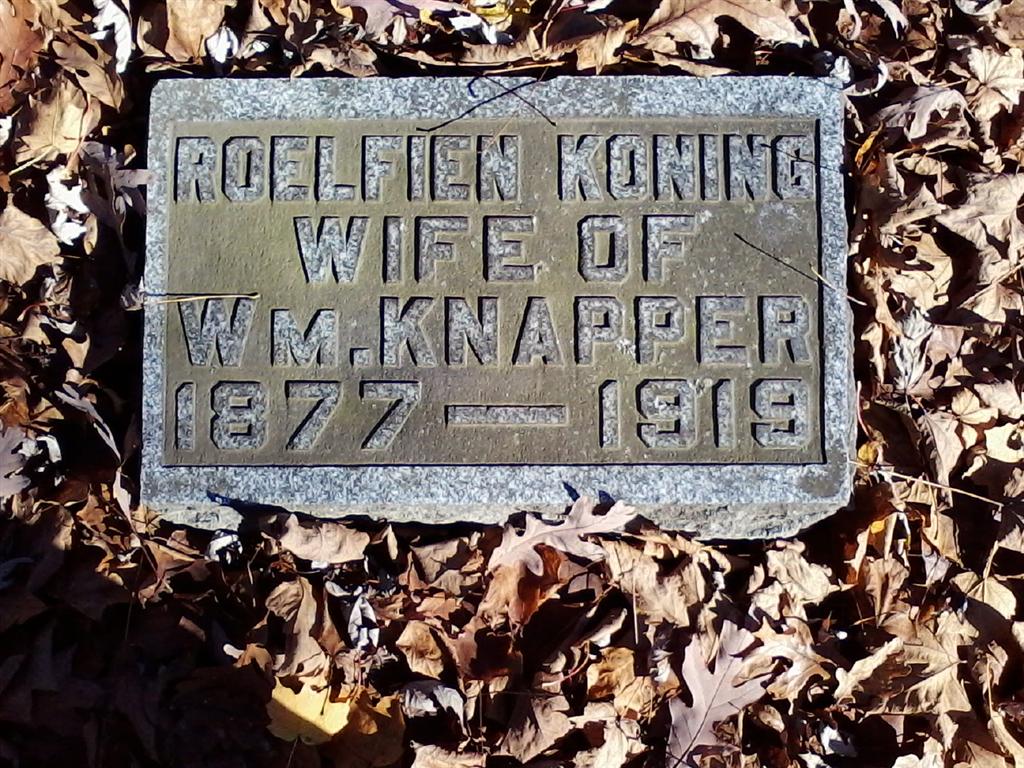 ROELFIEN KONING
WIFE OF
WM. KNAPPER
1877 — 1919